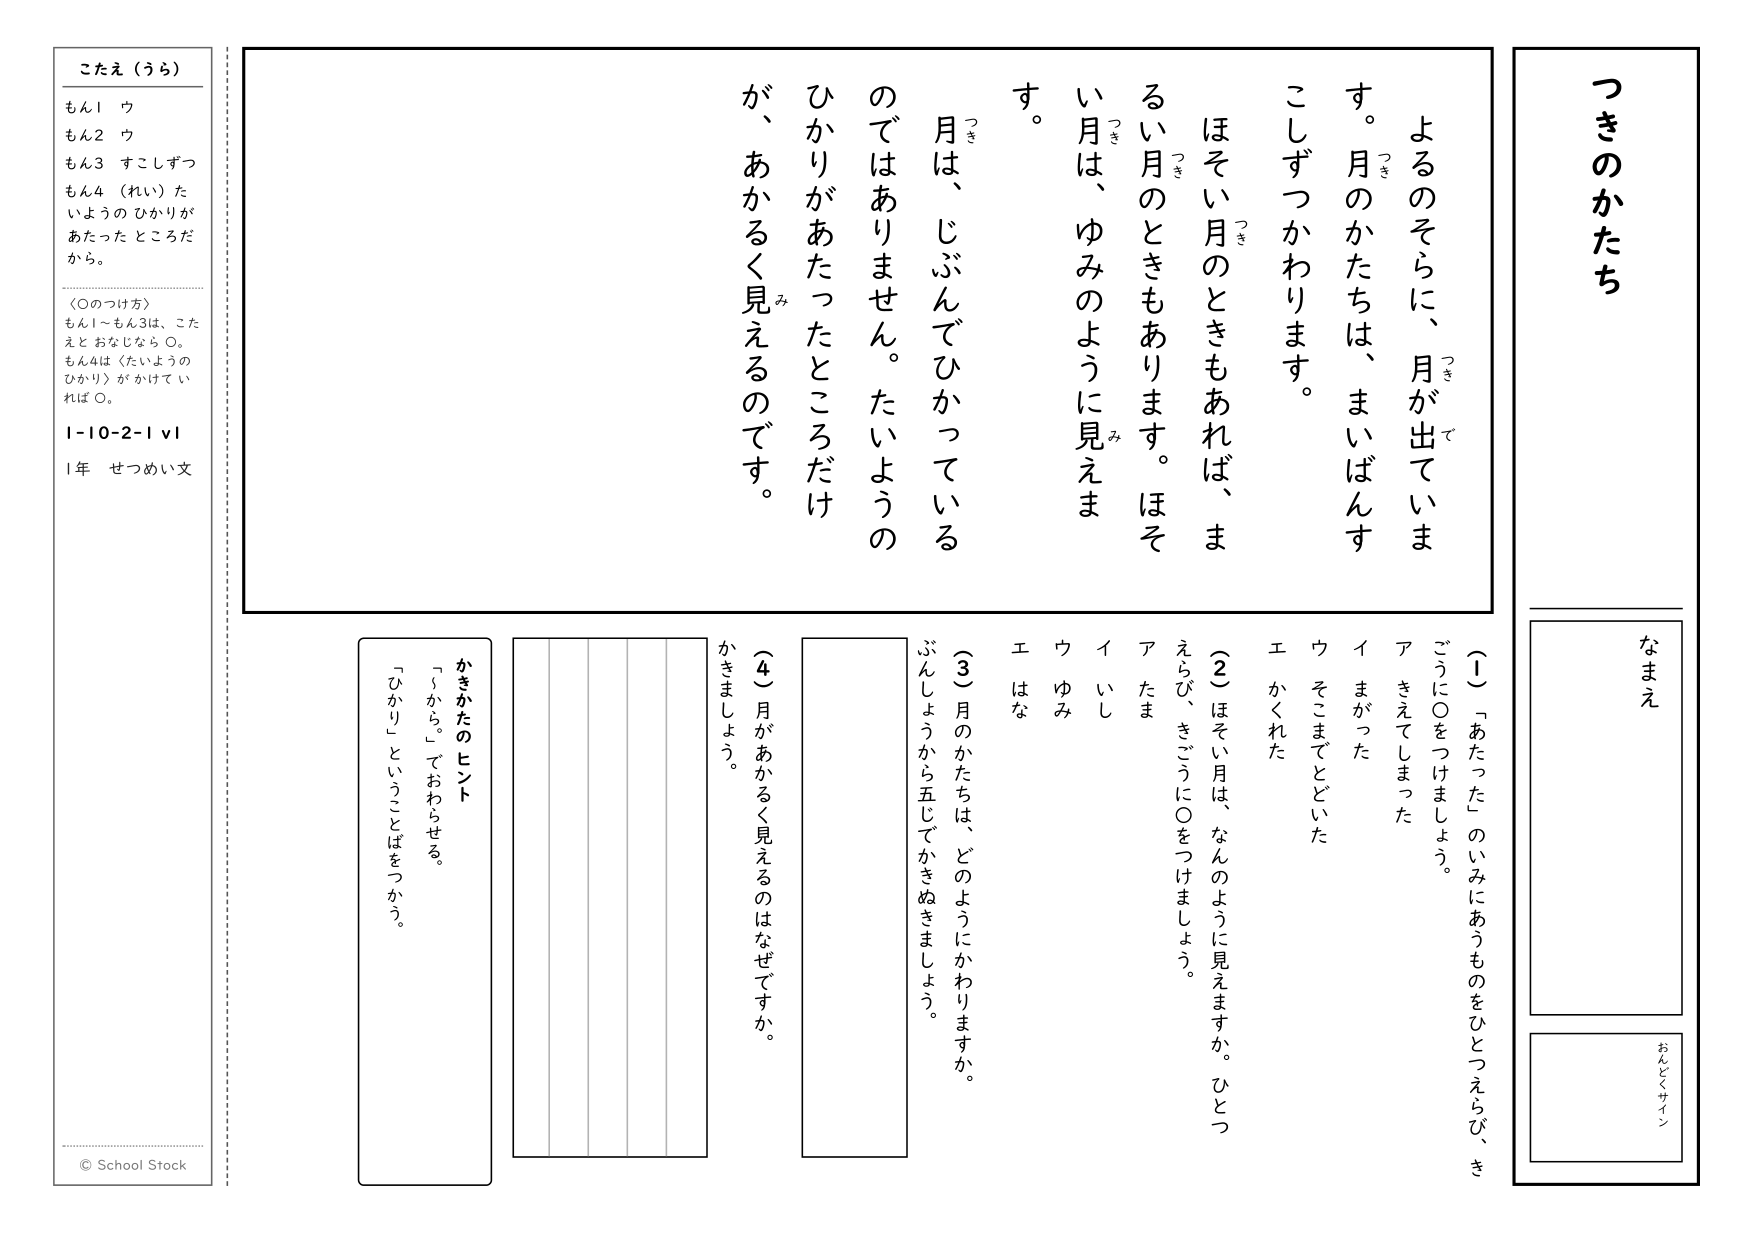 つきのかたち
なまえ
おんどくサイン
よるのそらに、月が出ていま
つき
で
す。月のかたちは、まいばんす
つき
こしずつかわります。
ほそい月のときもあれば、ま
つき
るい月のときもあります。ほそ
つき
い月は、ゆみのように見えま
つき
み
す。
月は、じぶんでひかっている
つき
のではありません。たいようの
ひかりがあたったところだけ
が、あかるく見えるのです。
み
(1)「あたった」のいみにあうものをひとつえらび、き
ごうに○をつけましょう。
ア きえてしまった
イ まがった
ウ そこまでとどいた
エ かくれた
(2)ほそい月は、なんのように見えますか。ひとつ
えらび、きごうに○をつけましょう。
ア たま
イ いし
ウ ゆみ
エ はな
(3)月のかたちは、どのようにかわりますか。
ぶんしょうから五じでかきぬきましょう。
(4)月があかるく見えるのはなぜですか。
かきましょう。
かきかたの ヒント
「~から。」でおわらせる。
「ひかり」ということばをつかう。
こたえ(うら)
もん1 ウ
もん2 ウ
もん3 すこしずつ
もん4 (れい)た
いようの ひかりが
あたった ところだ
から。
〈○のつけ方〉
もん1~もん3は、こた
えと おなじなら ○。
もん4は〈たいようの
ひかり〉が かけて い
れば ○。
1-10-2-1 v1
1年 せつめい文
© School Stock